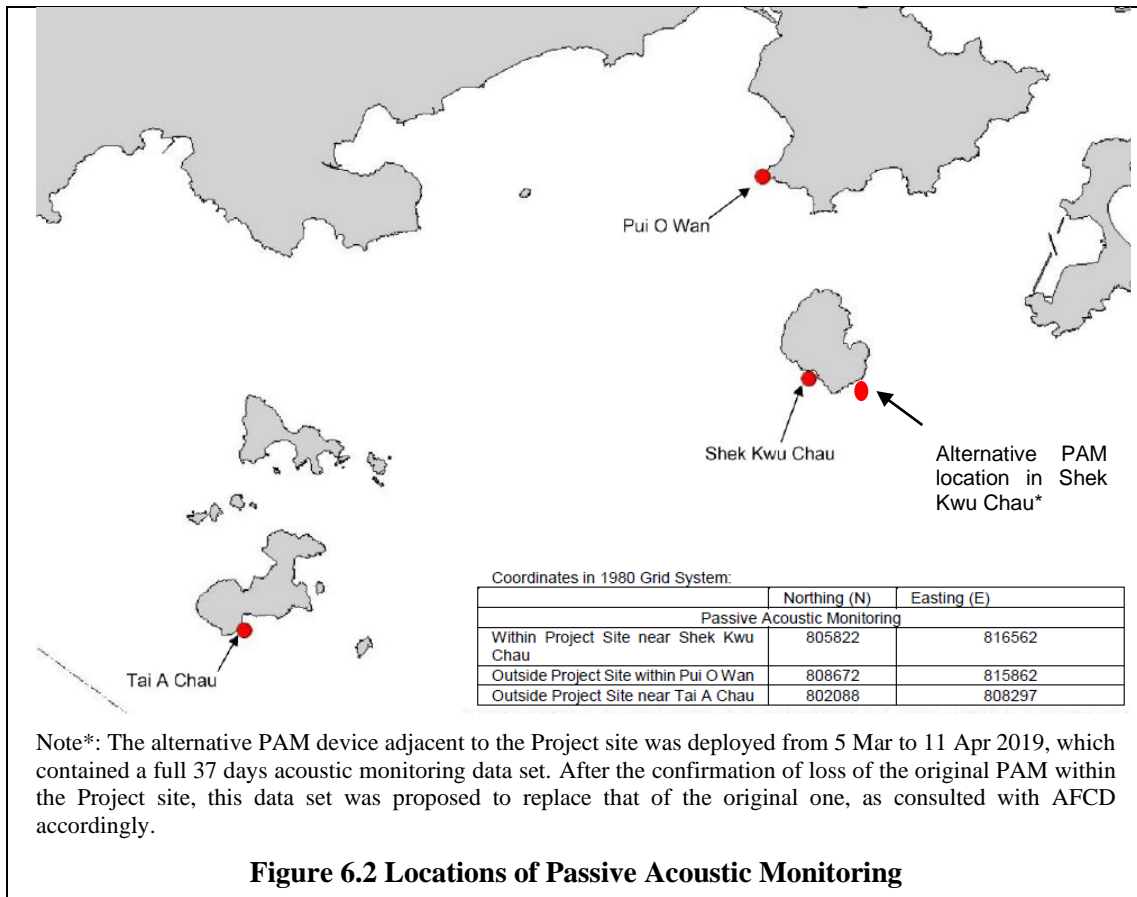 Pui O Wan
Shek Kwu Chau
Alternative PAM
location in Shek
Kwu Chau*
Tai A Chau
Coordinates in 1980 Grid System:
Northing (N) Easting (E)
Passive Acoustic Monitoring
Within Project Site near Shek Kwu Chau 805822 816562
Outside Project Site within Pui O Wan 808672 815862
Outside Project Site near Tai A Chau 802088 808297
Note*: The alternative PAM device adjacent to the Project site was deployed from 5 Mar to 11 Apr 2019, which
contained a full 37 days acoustic monitoring data set. After the confirmation of loss of the original PAM within
the Project site, this data set was proposed to replace that of the original one, as consulted with AFCD
accordingly.
Figure 6.2 Locations of Passive Acoustic Monitoring